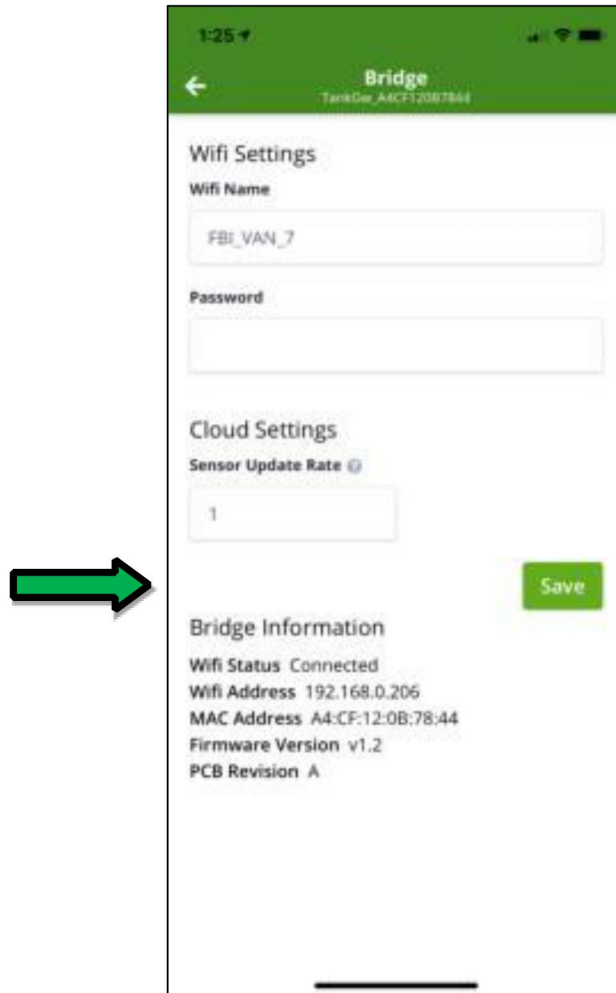 1:25
Bridge
TankGw_A4CF120B7844
Wifi Settings
Wifi Name
FBI_VAN_7
Password
Cloud Settings
Sensor Update Rate
1
Save
Bridge Information
Wifi Status Connected
Wifi Address 192.168.0.206
MAC Address A4:CF:12:0B:78:44
Firmware Version v1.2
PCB Revision A